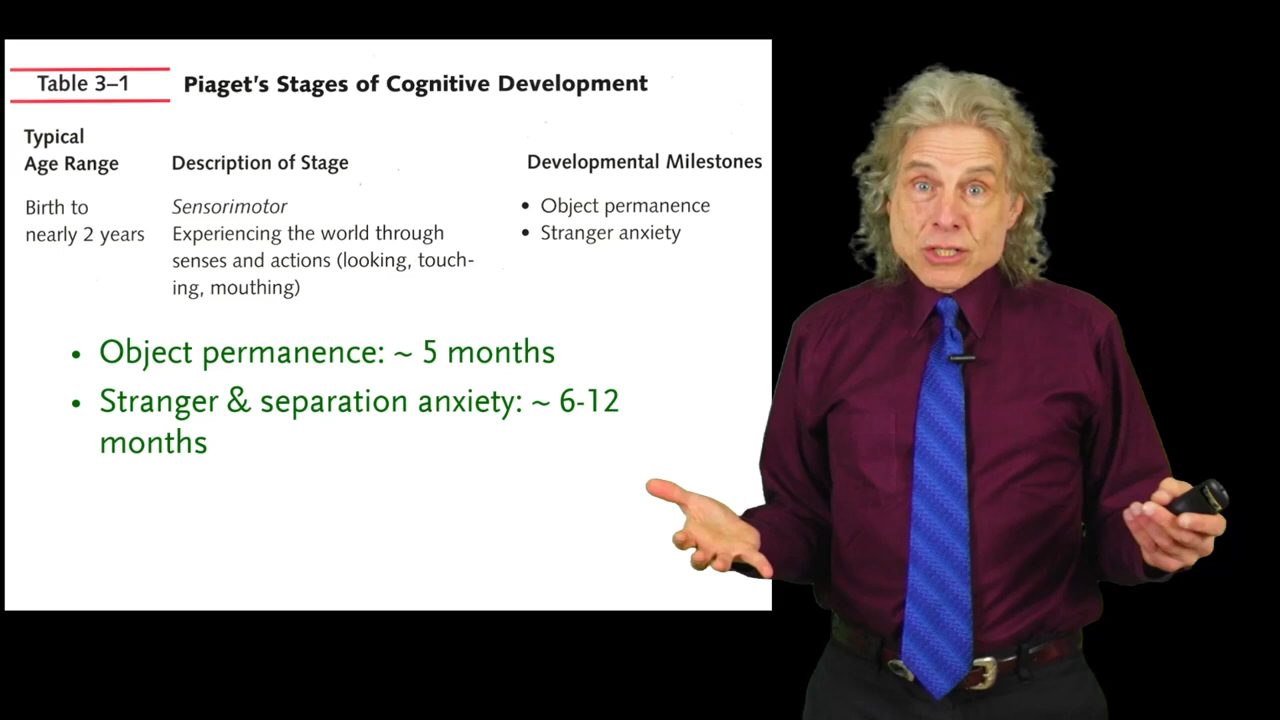 Table 3–1 Piaget's Stages of Cognitive Development
Typical
Age Range Description of Stage Developmental Milestones
Birth to Sensorimotor • Object permanence
nearly 2 years Experiencing the world through • Stranger anxiety
senses and actions (looking, touch-
ing, mouthing)
• Object permanence: ~ 5 months
• Stranger & separation anxiety: ~ 6-12
months